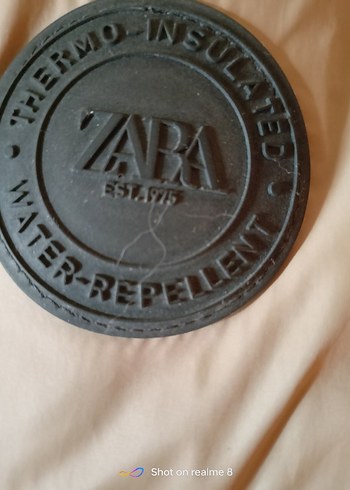 THERMO-INSULATED
ZARA
EST.1975
WATER-REPELLENT
Shot on realme 8